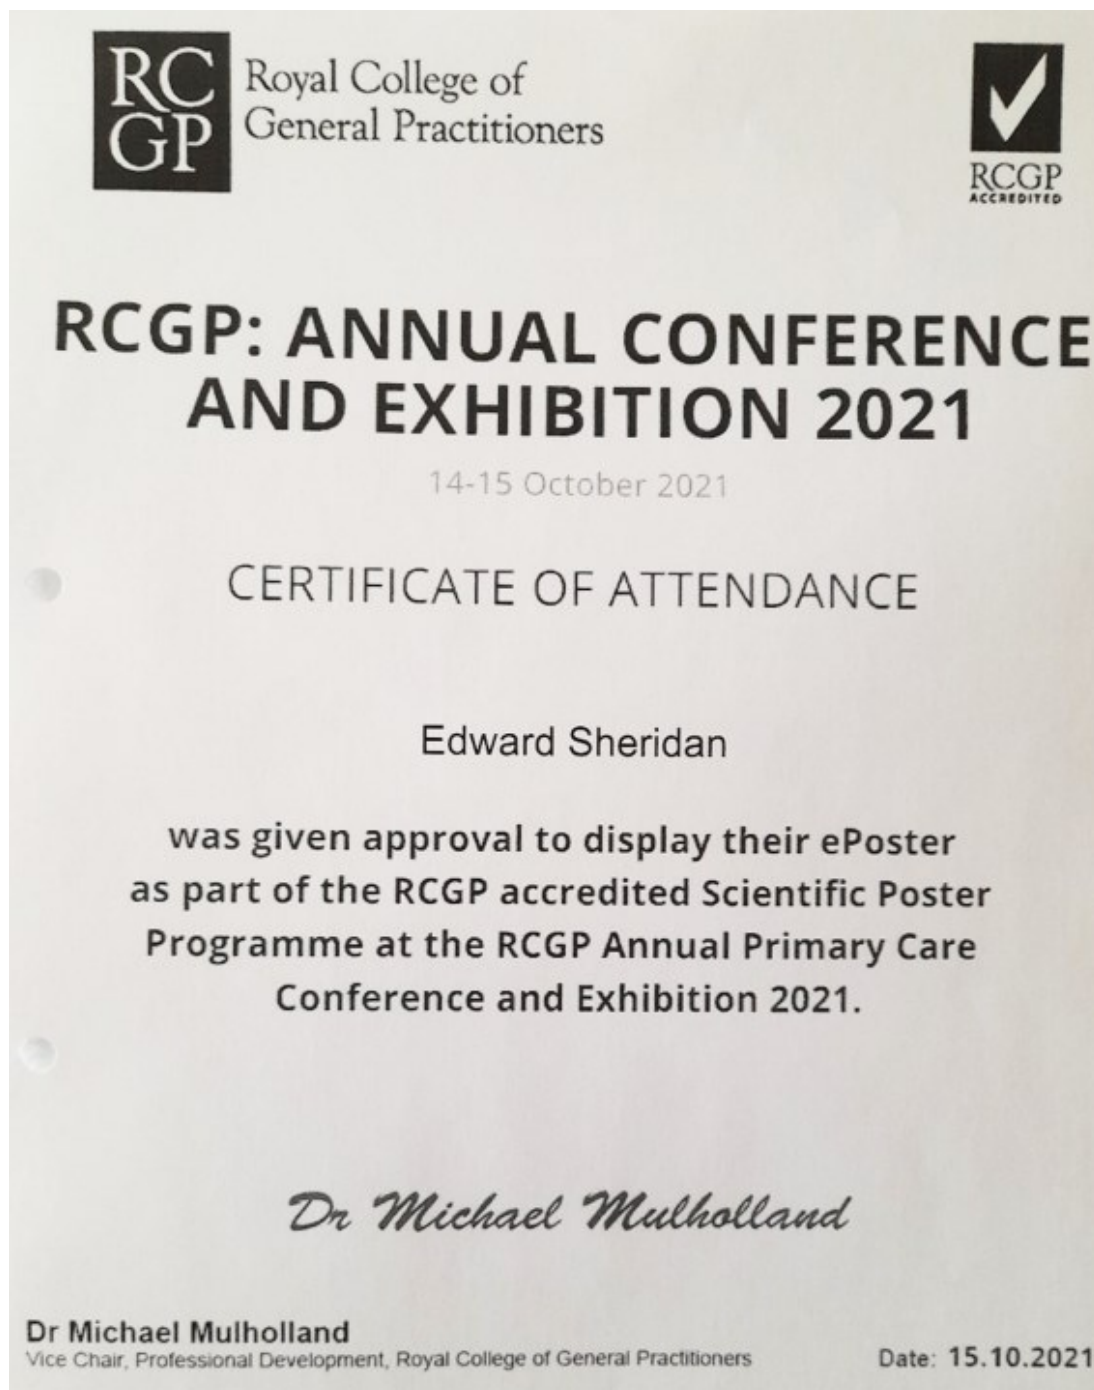 RC
GP
Royal College of
General Practitioners
RCGP
ACCREDITED
RCGP: ANNUAL CONFERENCE
AND EXHIBITION 2021
14-15 October 2021
CERTIFICATE OF ATTENDANCE
Edward Sheridan
was given approval to display their ePoster
as part of the RCGP accredited Scientific Poster
Programme at the RCGP Annual Primary Care
Conference and Exhibition 2021.
Dr Michael Mulholland
Dr Michael Mulholland
Vice Chair, Professional Development, Royal College of General Practitioners
Date: 15.10.2021